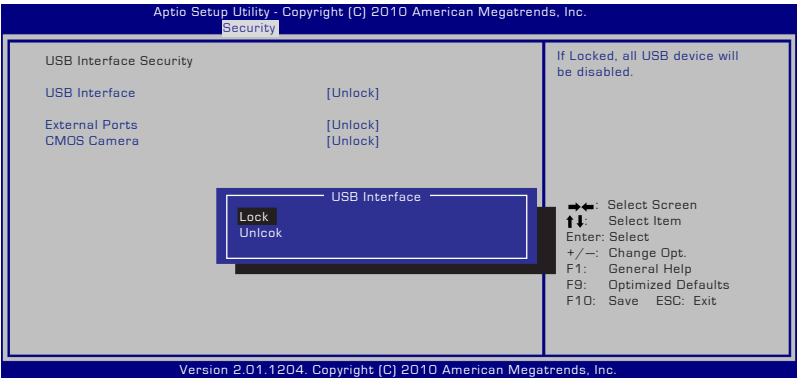 Aptio Setup Utility - Copyright (C) 2010 American Megatrends, Inc.
Security
USB Interface Security
USB Interface [Unlock]
External Ports [Unlock]
CMOS Camera [Unlock]
If Locked, all USB device will
be disabled.
USB Interface
Lock
Unlcok
→←: Select Screen
↑↓: Select Item
Enter: Select
+/—: Change Opt.
F1: General Help
F9: Optimized Defaults
F10: Save ESC: Exit
Version 2.01.1204. Copyright (C) 2010 American Megatrends, Inc.